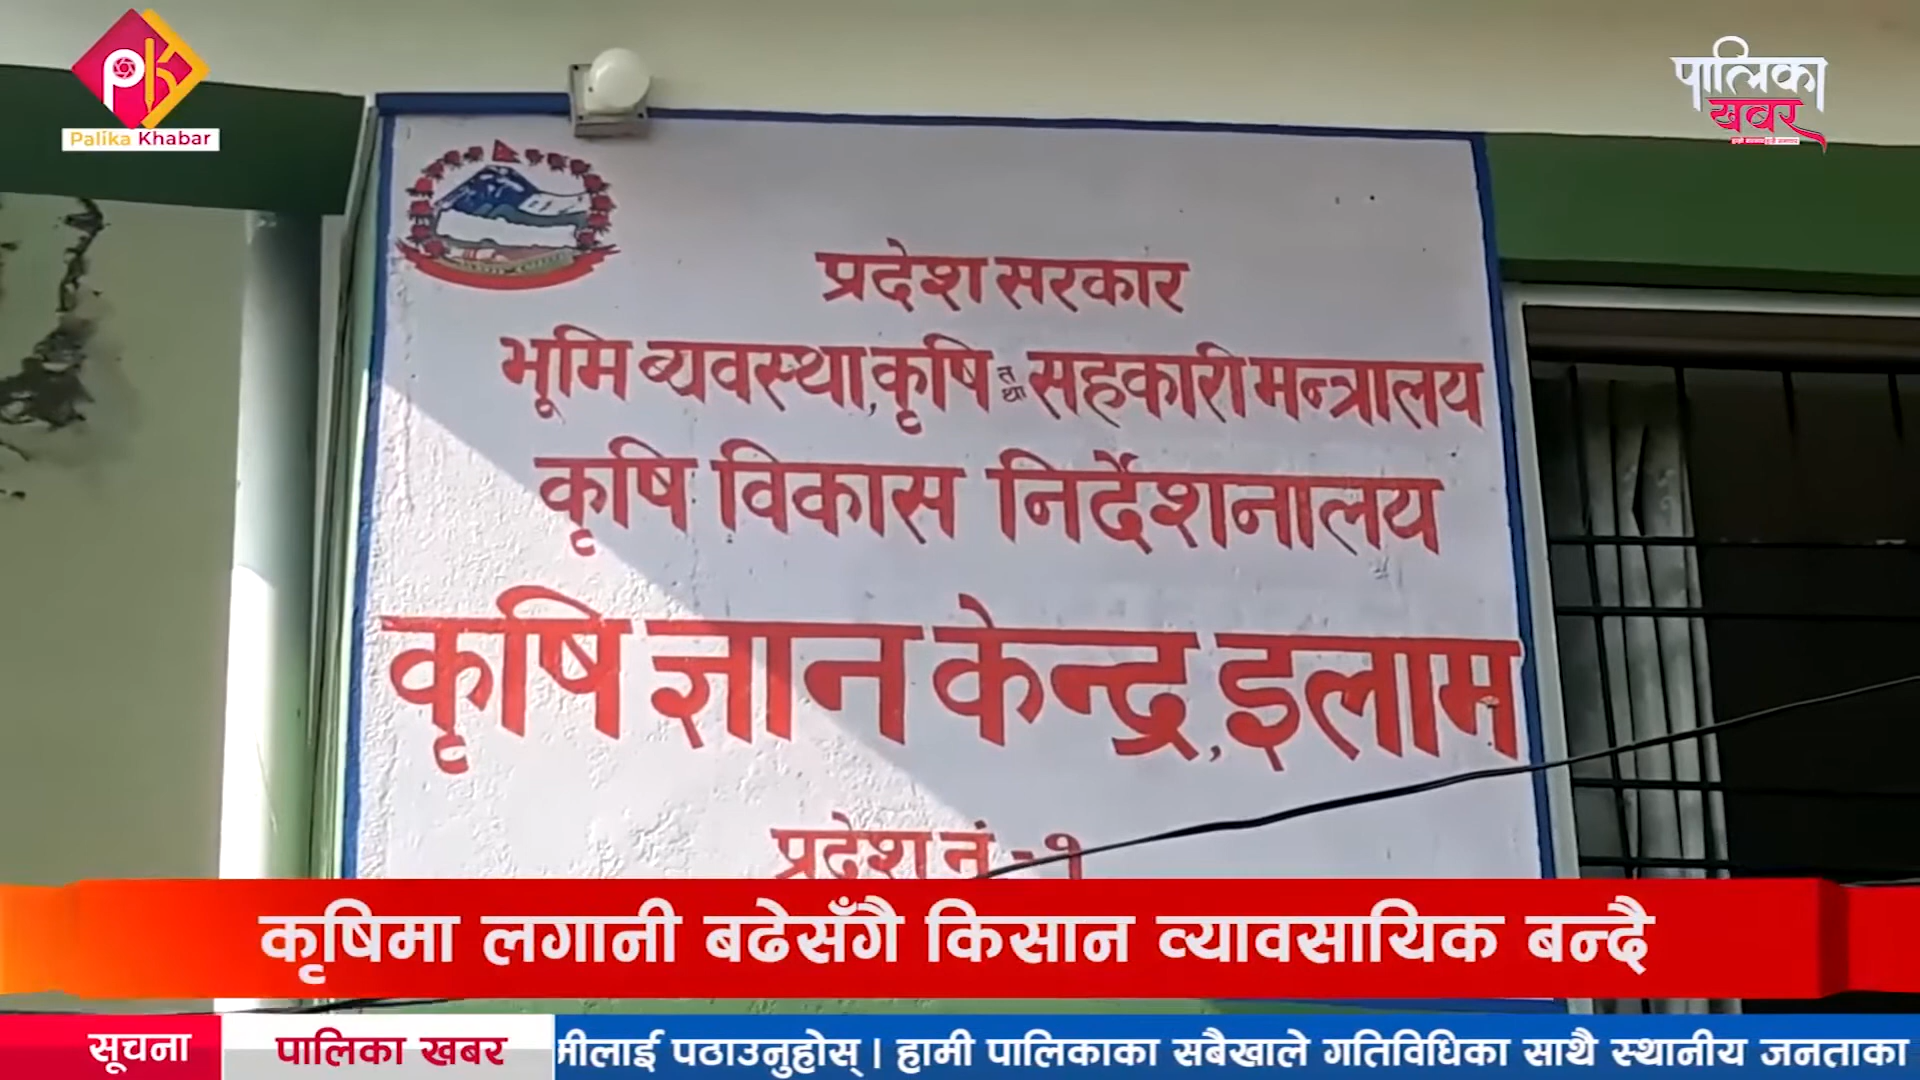 Palika Khabar
पालिका
खबर
प्रदेश सरकार
भूमि व्यवस्था, कृषि तथा सहकारी मन्त्रालय
कृषि विकास निर्देशनालय
कृषि ज्ञान केन्द्र, इलाम
प्रदेश नं. -१
कृषिमा लगानी बढेसँगै किसान व्यावसायिक बन्दै
सूचना पालिका खबर मीलाई पठाउनुहोस् । हामी पालिकाका सबैखाले गतिविधिका साथै स्थानीय जनताका